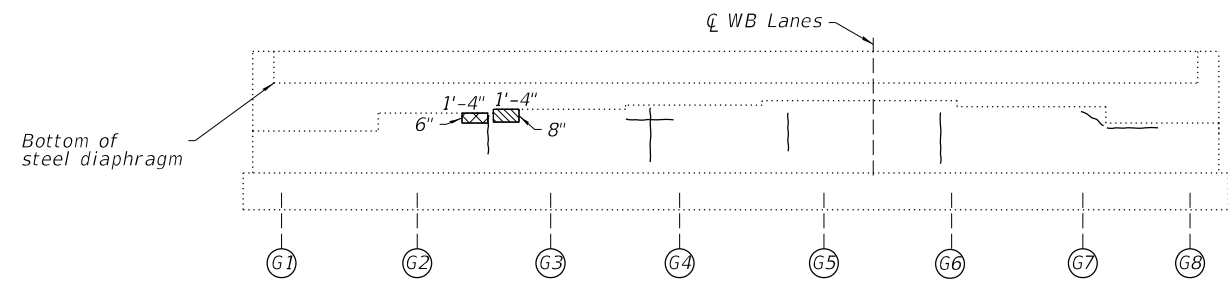 ℄ WB Lanes
1'-4" 1'-4"
6" 8"
Bottom of
steel diaphragm
G1 G2 G3 G4 G5 G6 G7 G8